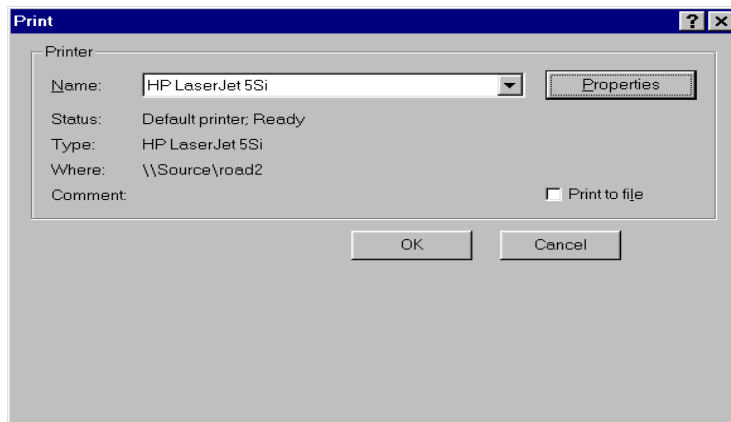 Print
Printer
Name: HP LaserJet 5Si Properties
Status: Default printer; Ready
Type: HP LaserJet 5Si
Where: \\Source\road2
Comment: Print to file
OK Cancel